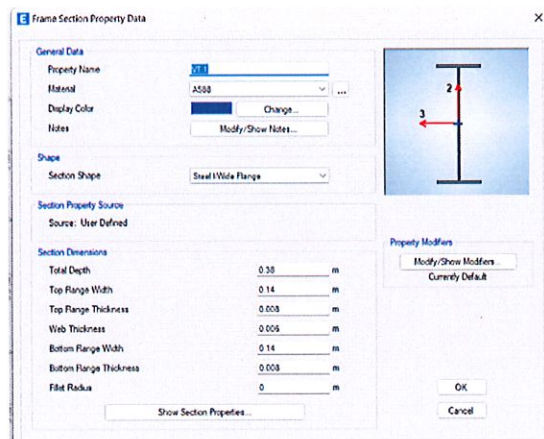 E Frame Section Property Data
General Data
Property Name VT.1
Material A588 ...
Display Color Change...
Notes Modify/Show Notes...
Shape
Section Shape Steel I/Wide Flange
Section Property Source
Source: User Defined
Section Dimensions
Total Depth 0.38 m
Top Flange Width 0.14 m
Top Flange Thickness 0.008 m
Web Thickness 0.006 m
Bottom Flange Width 0.14 m
Bottom Flange Thickness 0.008 m
Fillet Radius 0 m
Show Section Properties...
2
3
Property Modifiers
Modify/Show Modifiers...
Currently Default
OK
Cancel